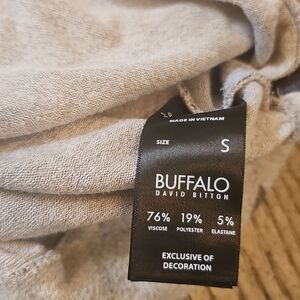 MADE IN VIETNAM
SIZE S
BUFFALO
DAVID BITTON
76% 19% 5%
VISCOSE POLYESTER ELASTANE
EXCLUSIVE OF
DECORATION